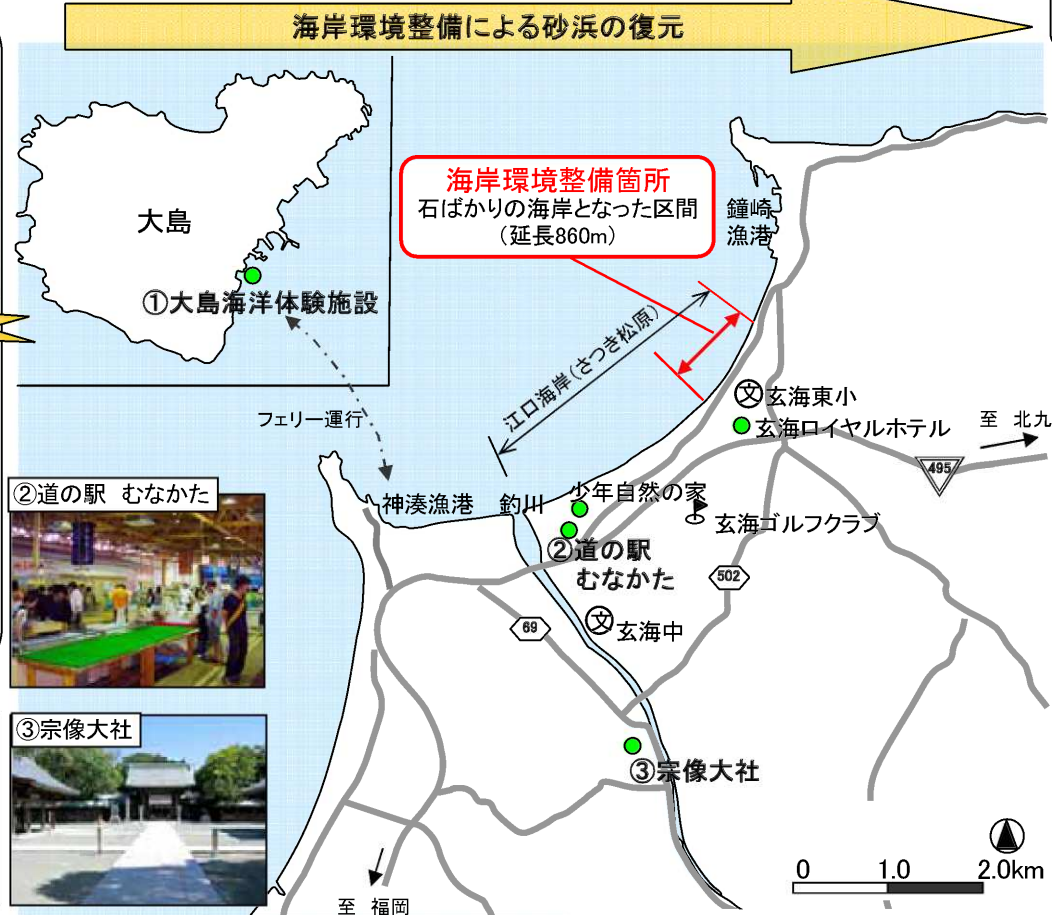 海岸環境整備による砂浜の復元
海岸環境整備箇所
石ばかりの海岸となった区間
（延長860m）
鐘崎
漁港
大島
①大島海洋体験施設
フェリー運行
江口海岸（さつき松原）
玄海東小
文
玄海ロイヤルホテル
至 北九
495
②道の駅 むなかた
神湊漁港
釣川
少年自然の家
玄海ゴルフクラブ
②道の駅
むなかた
502
69
文
玄海中
③宗像大社
③宗像大社
0 1.0 2.0km
至 福岡